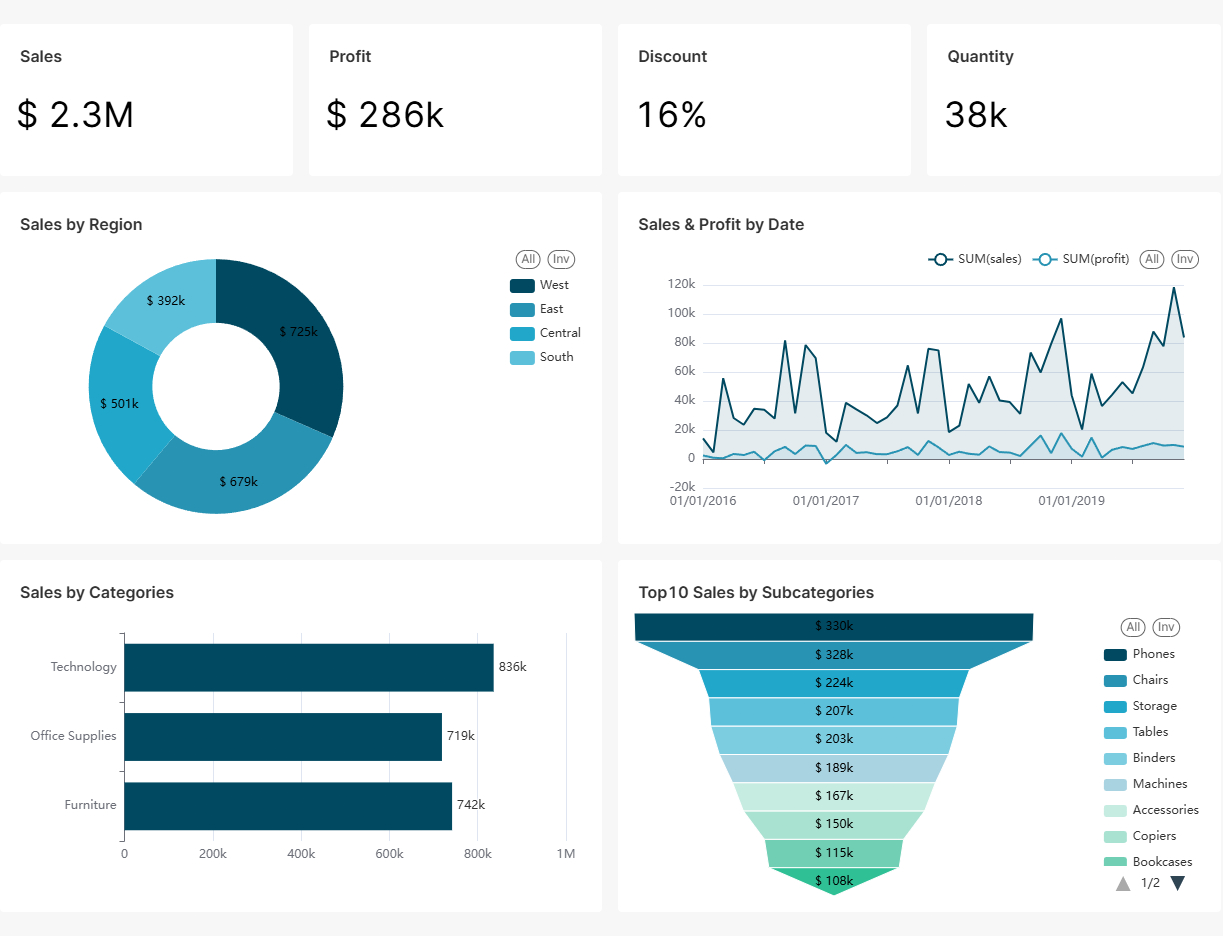 Sales
$ 2.3M
Profit
$ 286k
Discount
16%
Quantity
38k
Sales by Region
All Inv
West
East
Central
South
$ 392k
$ 725k
$ 501k
$ 679k
Sales & Profit by Date
SUM(sales) SUM(profit) All Inv
120k
100k
80k
60k
40k
20k
0
-20k
01/01/2016 01/01/2017 01/01/2018 01/01/2019
Sales by Categories
Technology 836k
Office Supplies 719k
Furniture 742k
0 200k 400k 600k 800k 1M
Top10 Sales by Subcategories
$ 330k
$ 328k
$ 224k
$ 207k
$ 203k
$ 189k
$ 167k
$ 150k
$ 115k
$ 108k
All Inv
Phones
Chairs
Storage
Tables
Binders
Machines
Accessories
Copiers
Bookcases
1/2